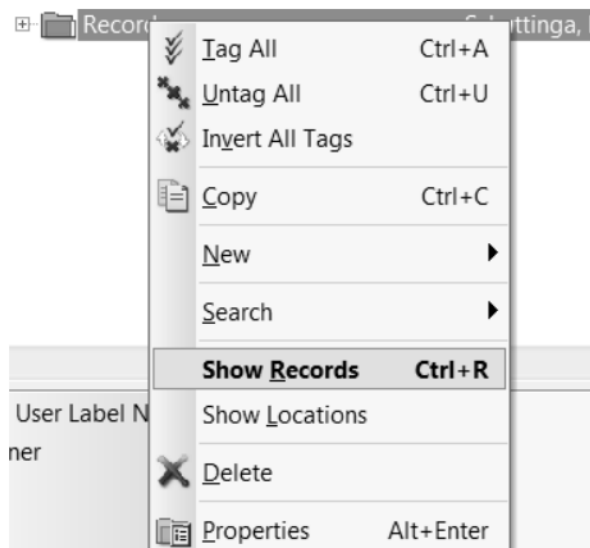 Tag All Ctrl+A
Untag All Ctrl+U
Invert All Tags
Copy Ctrl+C
New
Search
Show Records Ctrl+R
User Label N
Show Locations
ner
Delete
Properties Alt+Enter